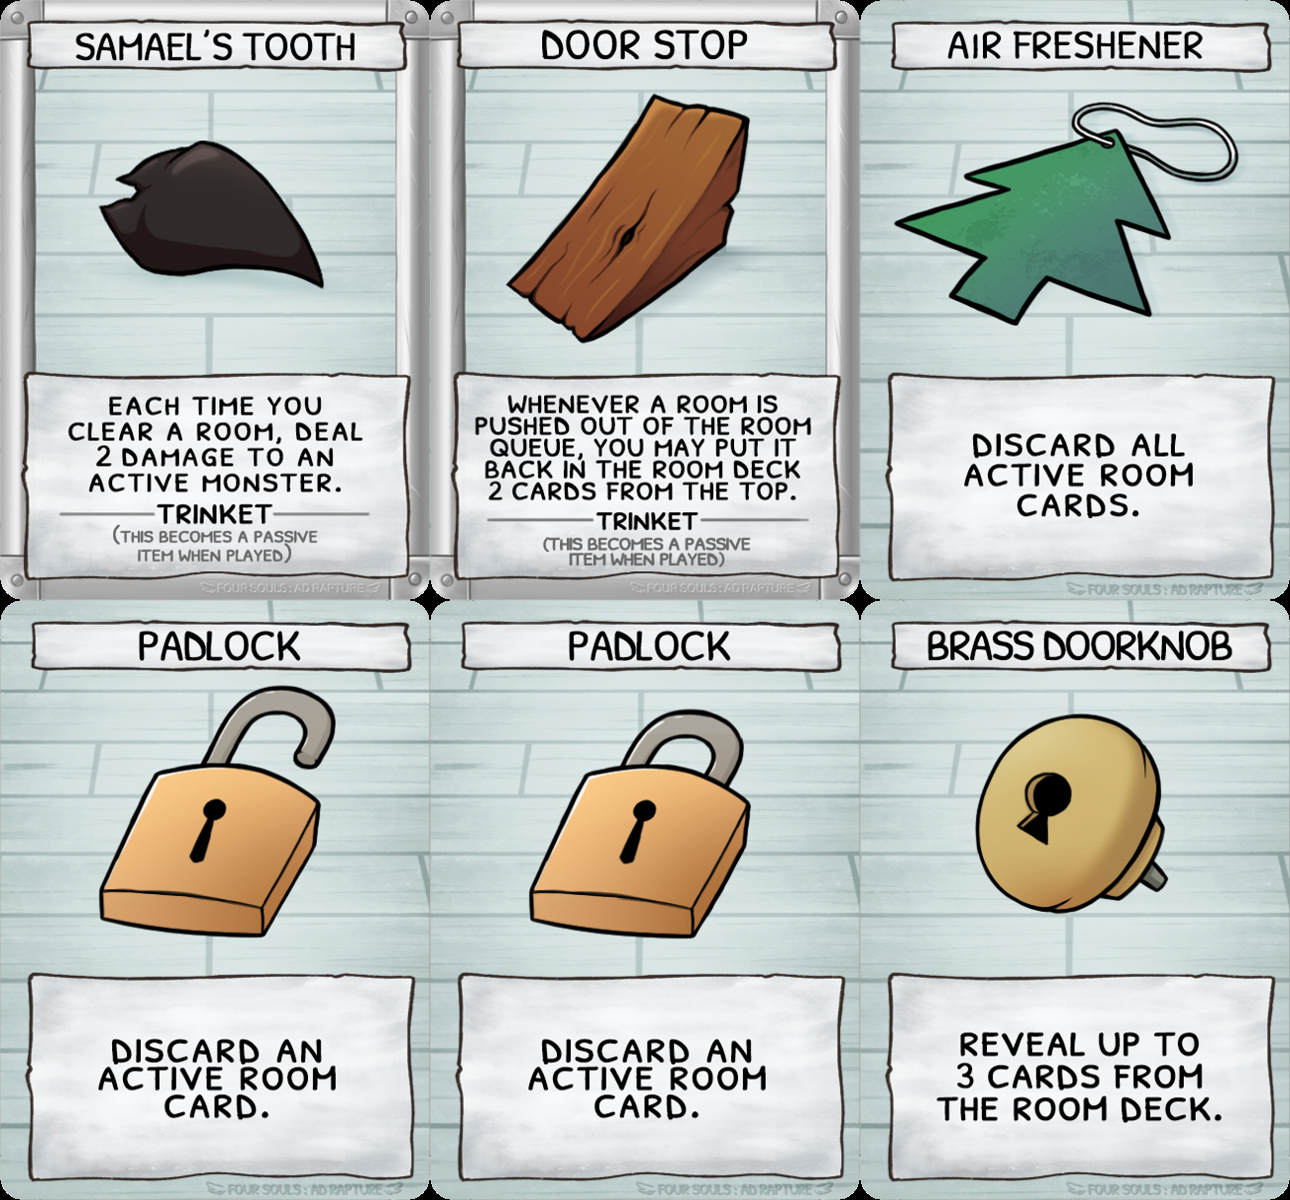 SAMAEL'S TOOTH
EACH TIME YOU
CLEAR A ROOM, DEAL
2 DAMAGE TO AN
ACTIVE MONSTER.
TRINKET
(THIS BECOMES A PASSIVE
ITEM WHEN PLAYED)
FOUR SOULS : AD RAPTURE
DOOR STOP
WHENEVER A ROOM IS
PUSHED OUT OF THE ROOM
QUEUE, YOU MAY PUT IT
BACK IN THE ROOM DECK
2 CARDS FROM THE TOP.
TRINKET
(THIS BECOMES A PASSIVE
ITEM WHEN PLAYED)
FOUR SOULS : AD RAPTURE
AIR FRESHENER
DISCARD ALL
ACTIVE ROOM
CARDS.
FOUR SOULS : AD RAPTURE
PADLOCK
DISCARD AN
ACTIVE ROOM
CARD.
FOUR SOULS : AD RAPTURE
PADLOCK
DISCARD AN
ACTIVE ROOM
CARD.
FOUR SOULS : AD RAPTURE
BRASS DOORKNOB
REVEAL UP TO
3 CARDS FROM
THE ROOM DECK.
FOUR SOULS : AD RAPTURE